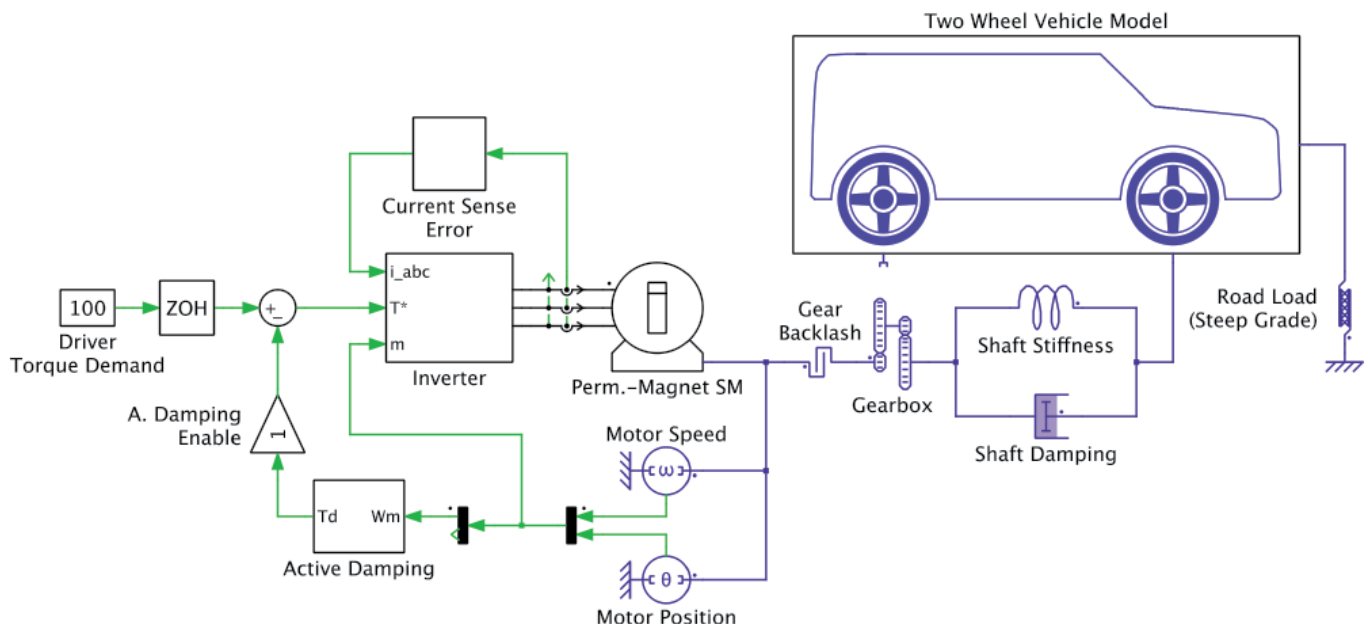 Two Wheel Vehicle Model
Current Sense
Error
i_abc
T*
m
Inverter
100
Driver
Torque Demand
ZOH
+
−
Perm.-Magnet SM
Gear
Backlash
Gearbox
Shaft Stiffness
Shaft Damping
Road Load
(Steep Grade)
A. Damping
Enable
1
Motor Speed
ω
Td
Wm
Active Damping
θ
Motor Position